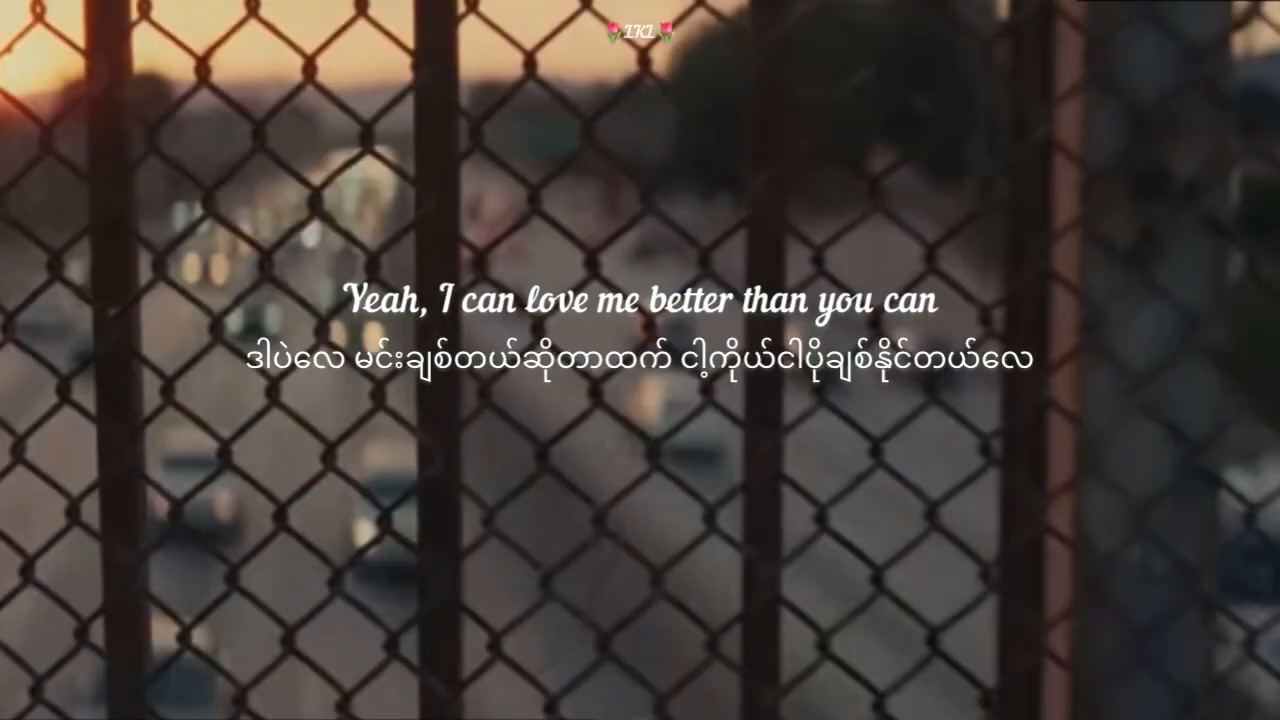 🌷LKL🌷
Yeah, I can love me better than you can
ဒါပဲလေ မင်းချစ်တယ်ဆိုတာထက် ငါ့ကိုယ်ငါပိုချစ်နိုင်တယ်လေ